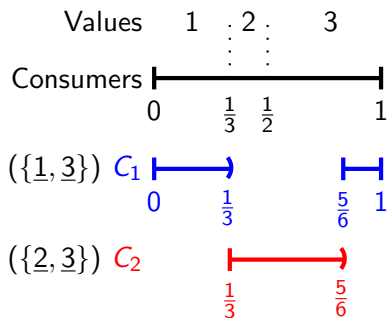 Values 1 2 3
Consumers
0 1/3 1/2 1
({1, 3}) C₁
0 1/3 5/6 1
({2, 3}) C₂
1/3 5/6